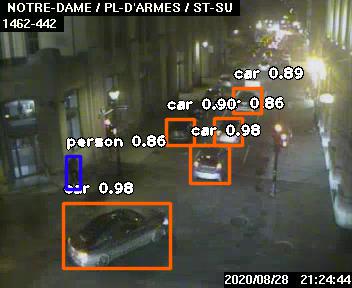 NOTRE-DAME / PL-D'ARMES / ST-SU
1462-442
car 0.89
car 0.90 0.86
car 0.98
person 0.86
car 0.98
2020/08/28 21:24:44